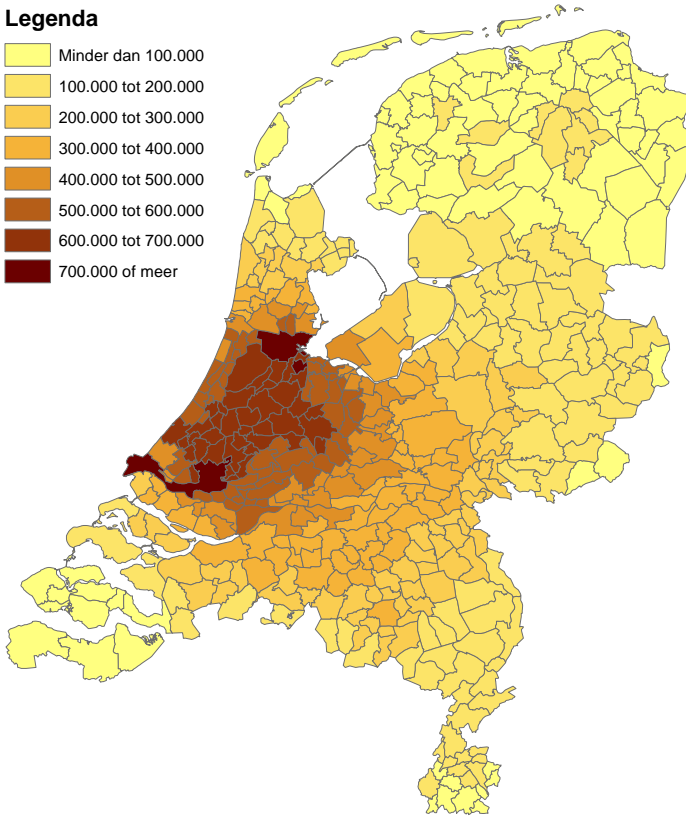 Legenda
Minder dan 100.000
100.000 tot 200.000
200.000 tot 300.000
300.000 tot 400.000
400.000 tot 500.000
500.000 tot 600.000
600.000 tot 700.000
700.000 of meer